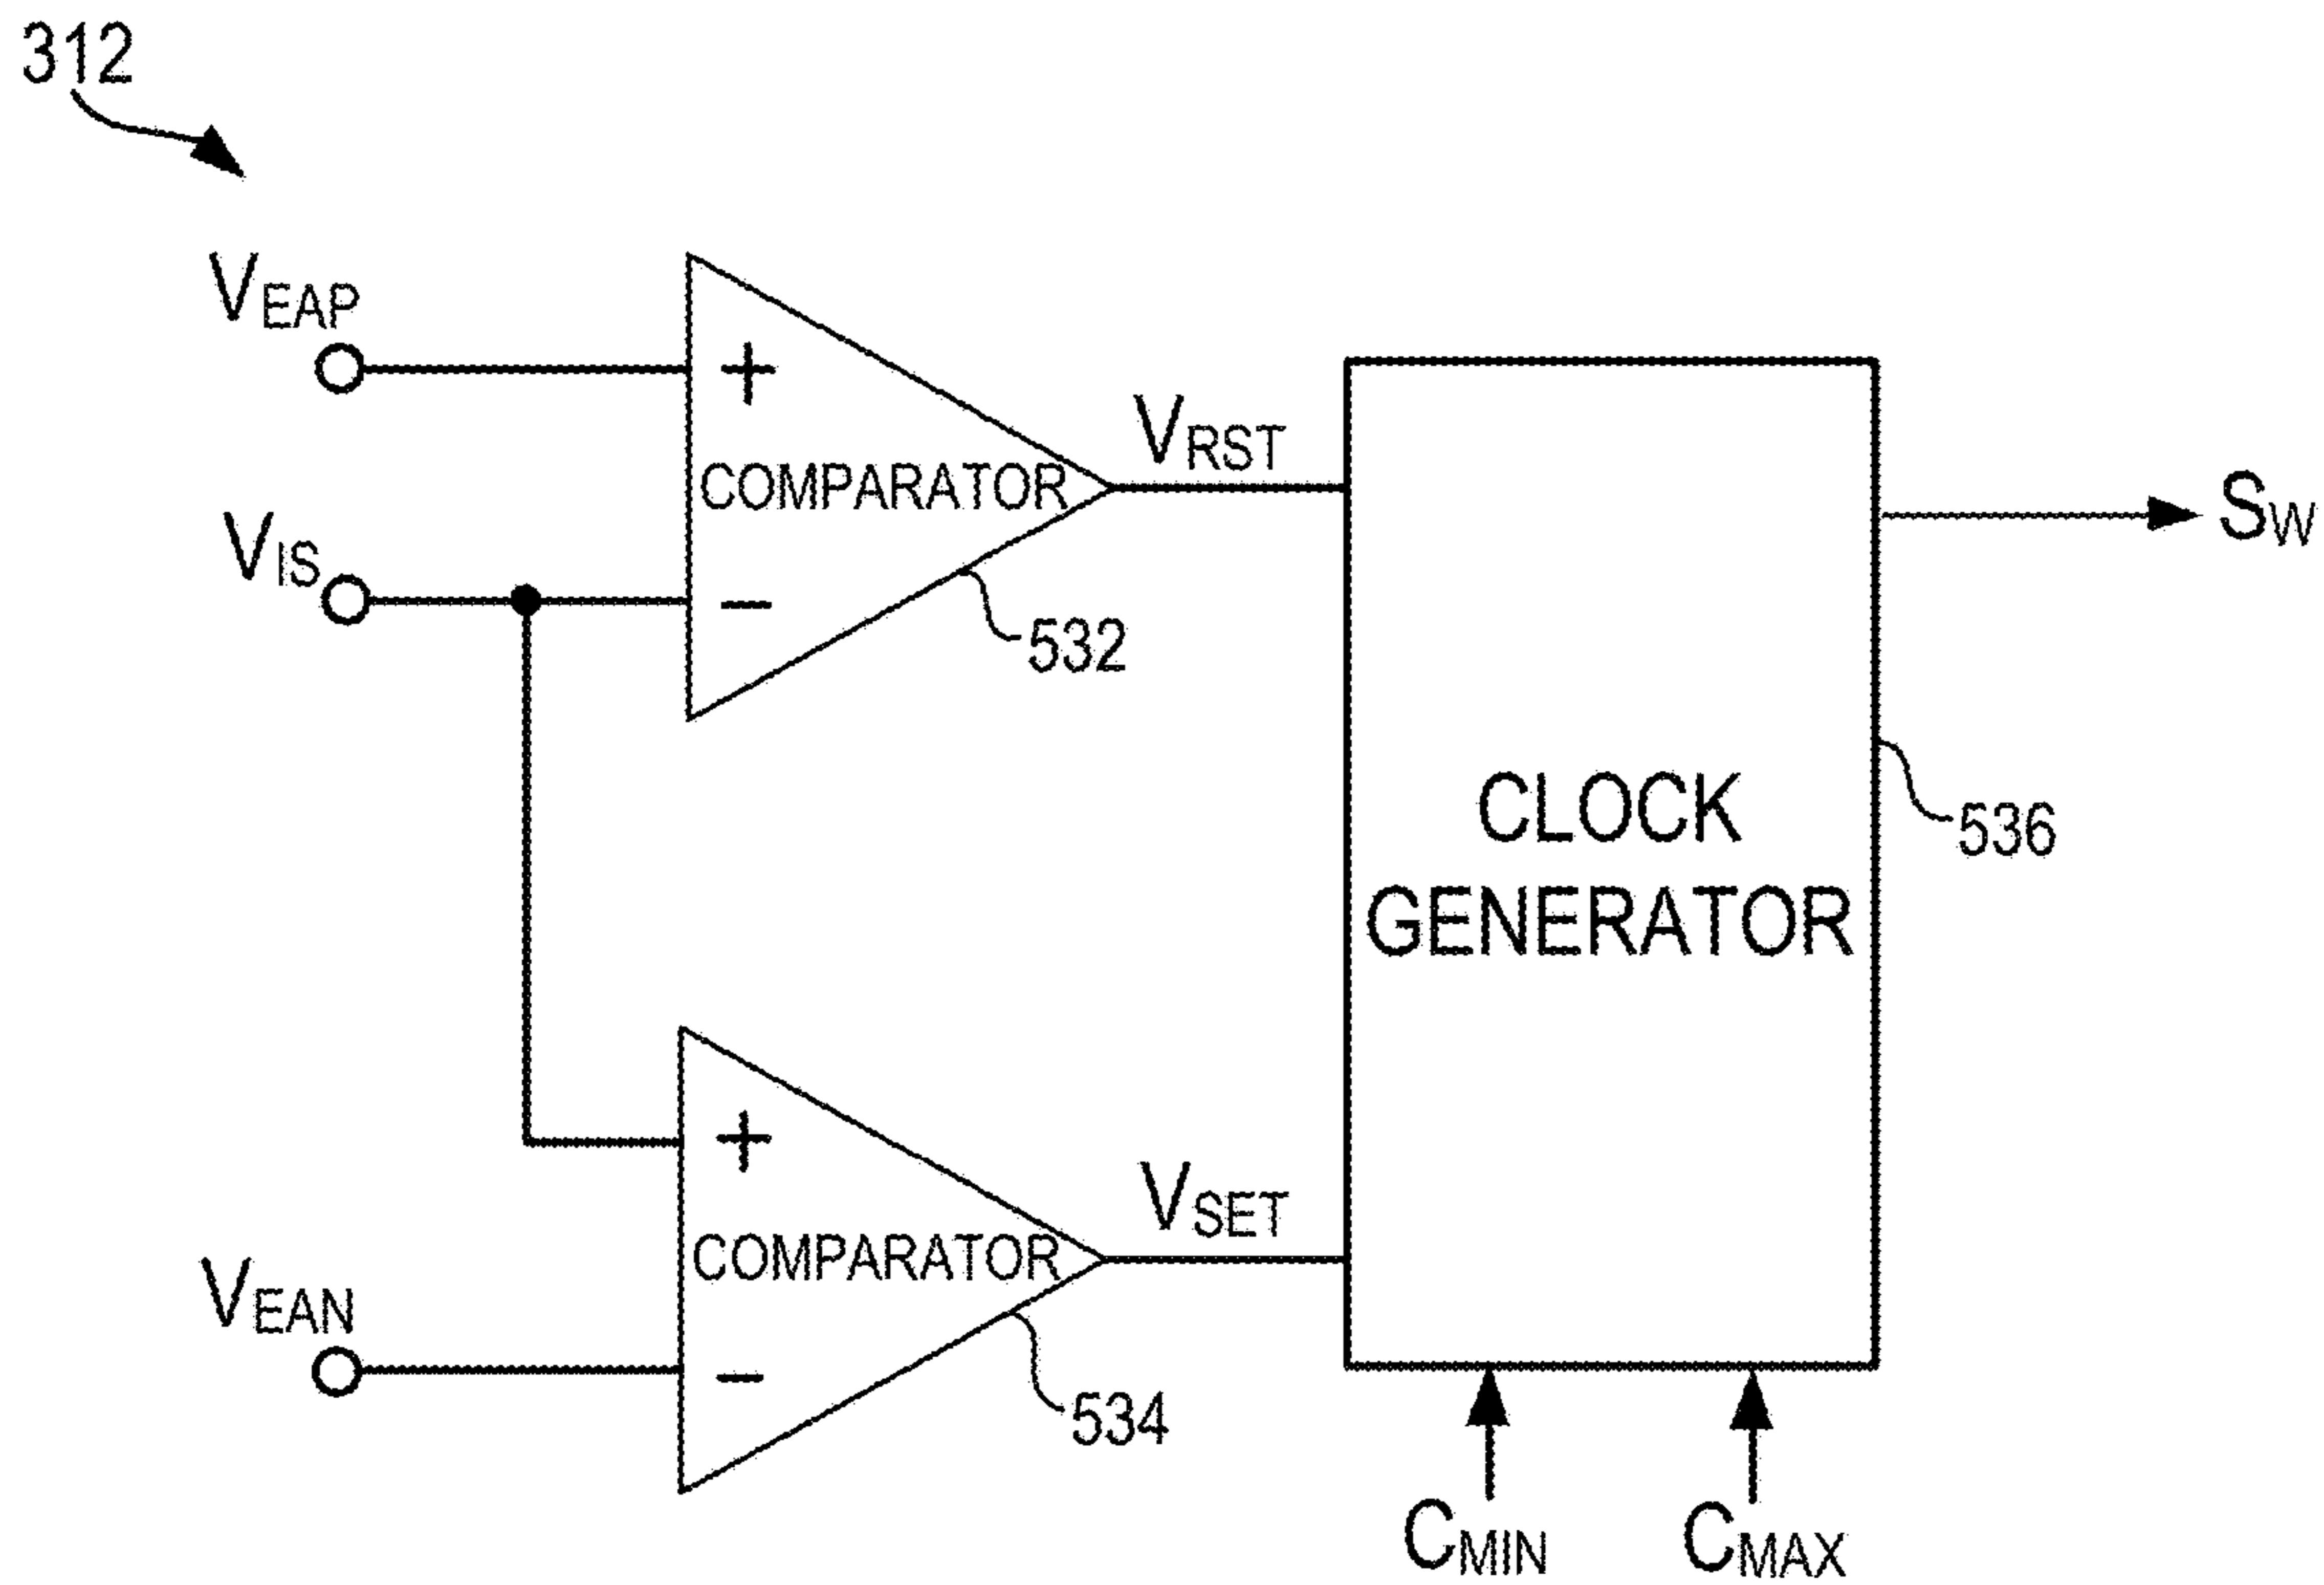 312
VEAP
+
COMPARATOR
VRST
SW
VIS
−
532
CLOCK
GENERATOR
536
+
COMPARATOR
VSET
VEAN
−
534
CMIN
CMAX